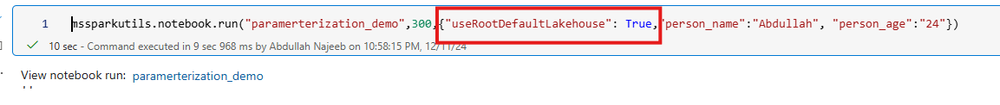 1 mssparkutils.notebook.run("paramerterization_demo",300,{"useRootDefaultLakehouse": True,"person_name":"Abdullah", "person_age":"24"})
10 sec - Command executed in 9 sec 968 ms by Abdullah Najeeb on 10:58:15 PM, 12/11/24
View notebook run: paramerterization_demo